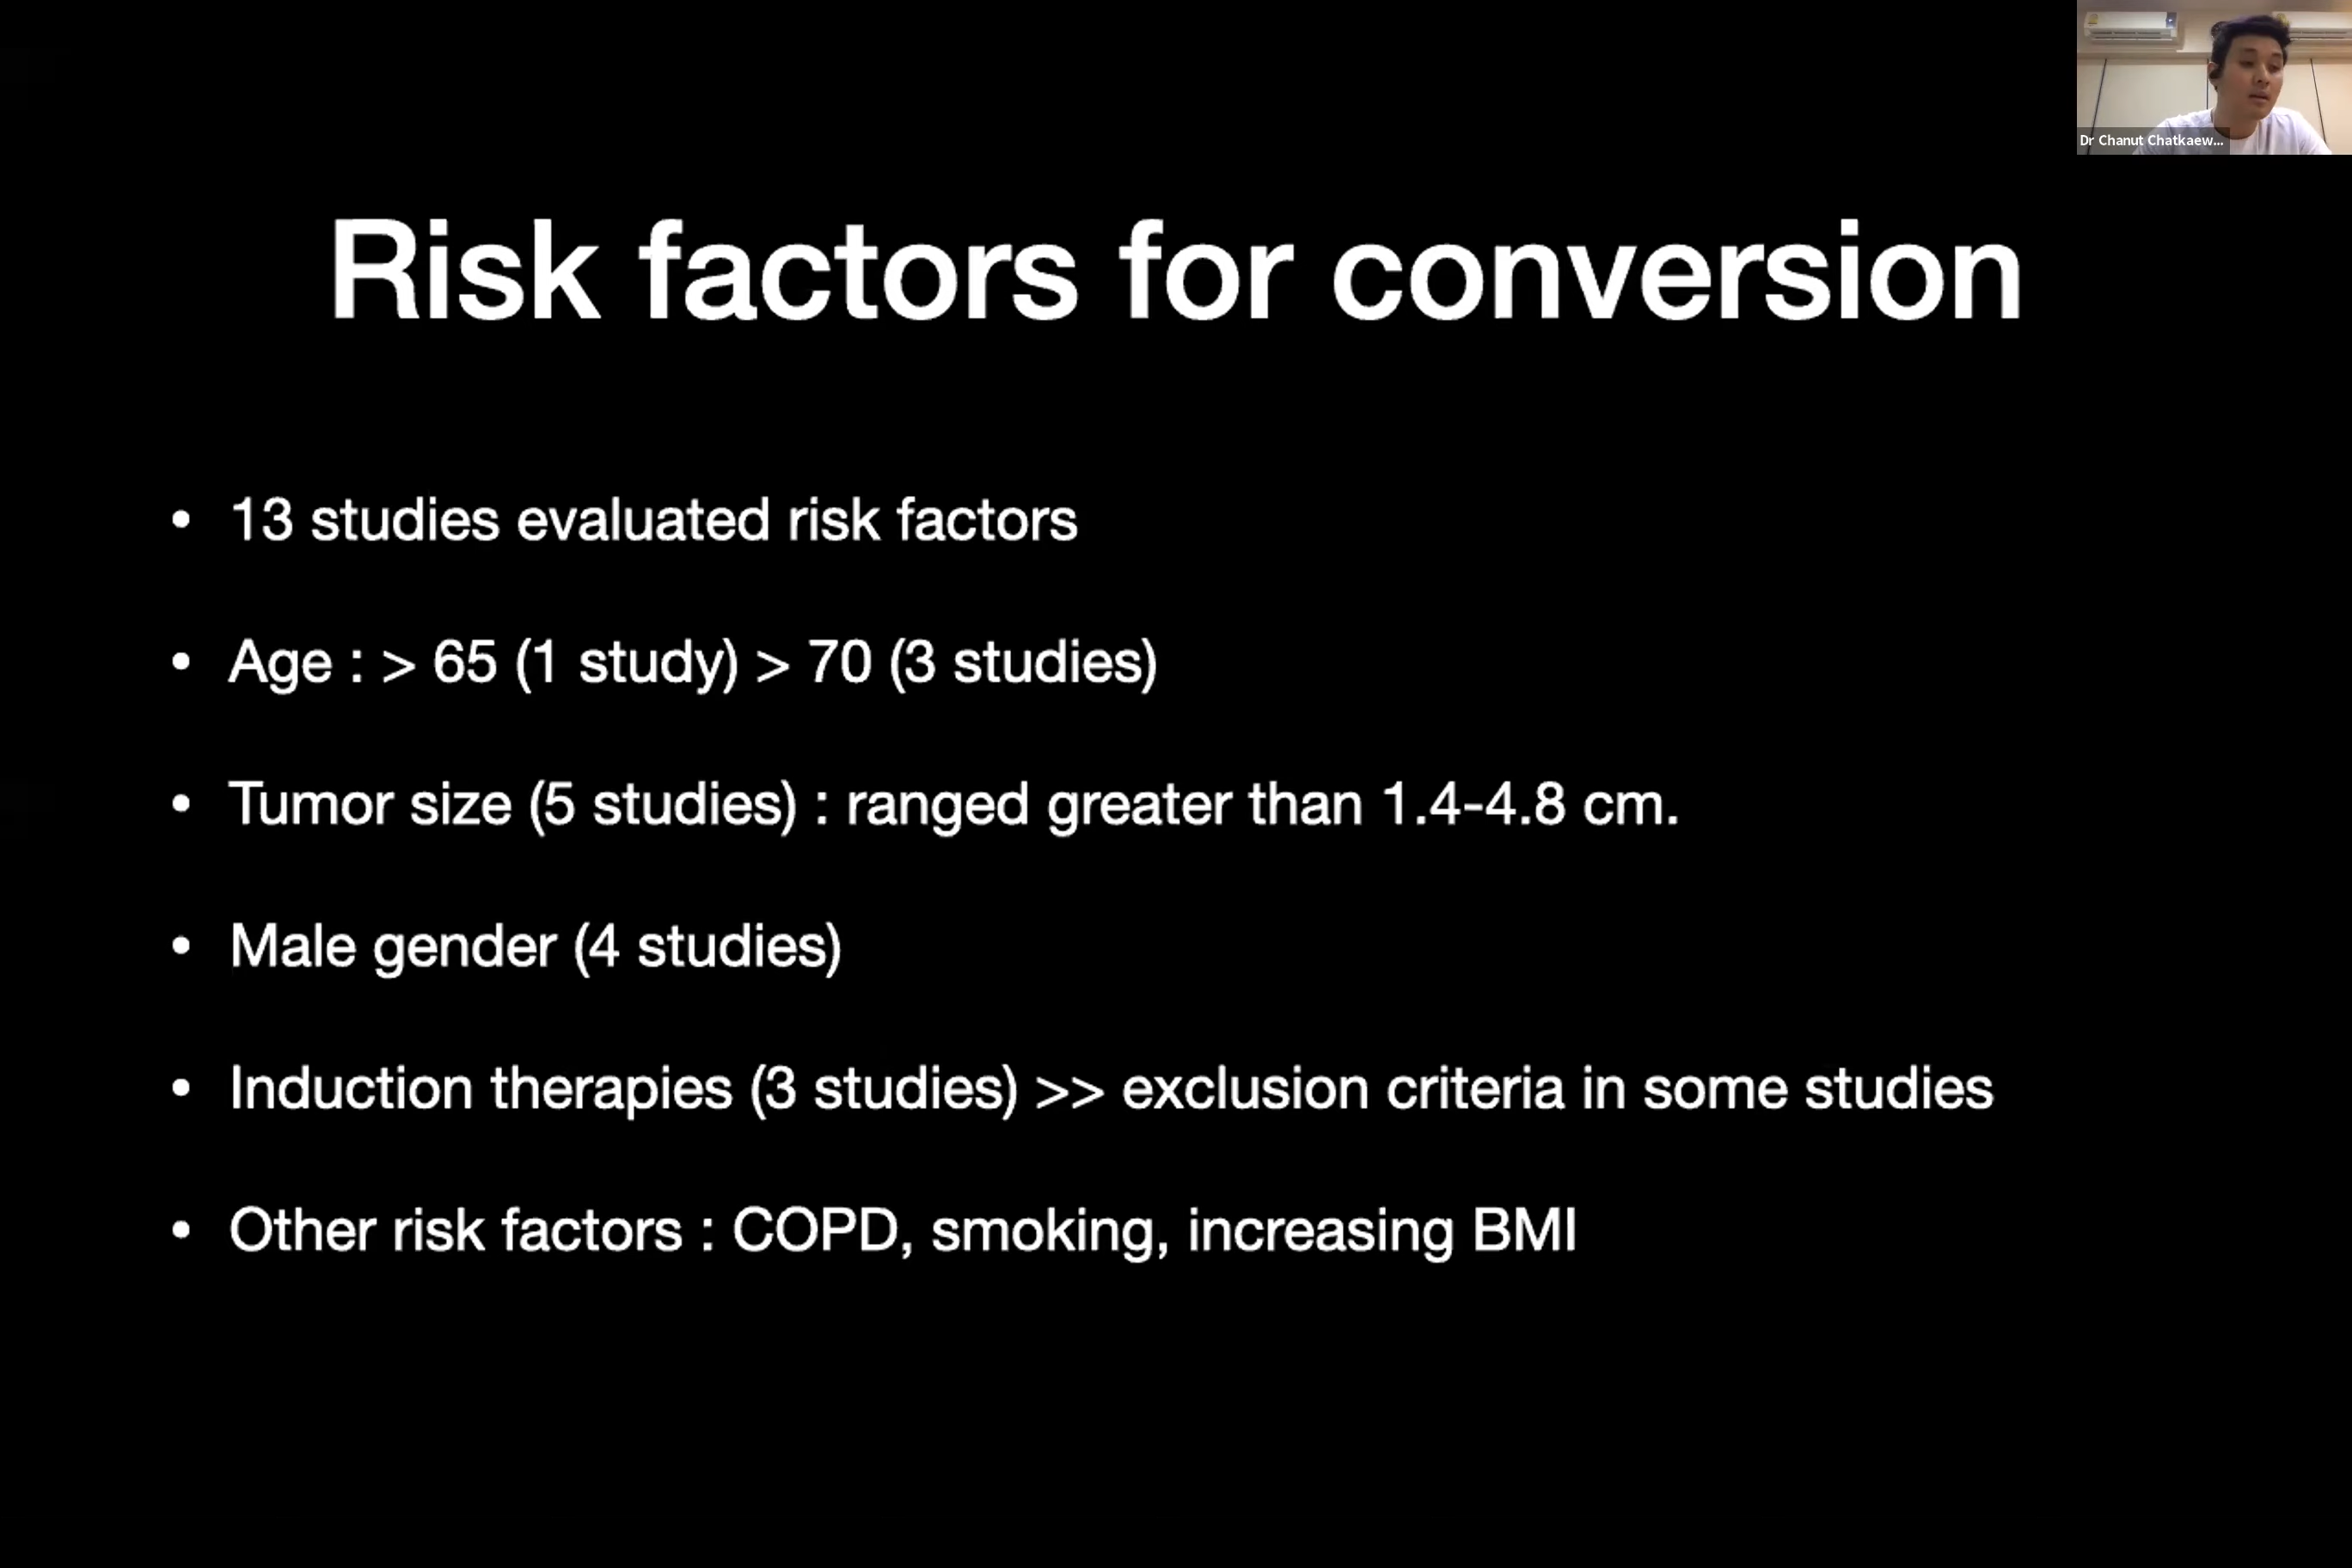 Dr Chanut Chatkaew...
Risk factors for conversion
• 13 studies evaluated risk factors
• Age : > 65 (1 study) > 70 (3 studies)
• Tumor size (5 studies) : ranged greater than 1.4-4.8 cm.
• Male gender (4 studies)
• Induction therapies (3 studies) >> exclusion criteria in some studies
• Other risk factors : COPD, smoking, increasing BMI